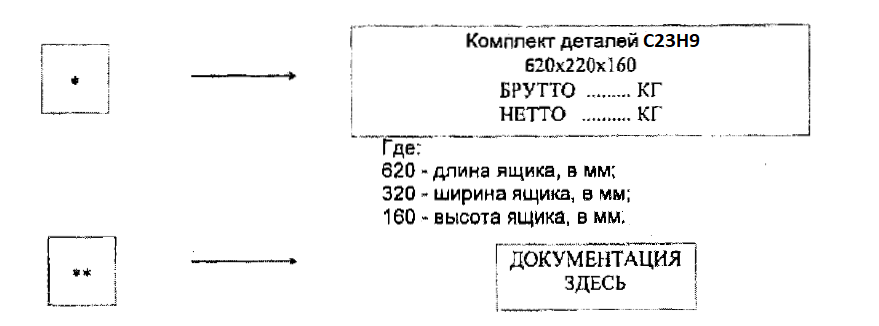 Комплект деталей С23Н9
*
620х220х160
БРУТТО ......... КГ
НЕТТО .......... КГ
Где:
620 - длина ящика, в мм;
320 - ширина ящика, в мм;
160 - высота ящика, в мм.
**
ДОКУМЕНТАЦИЯ
ЗДЕСЬ